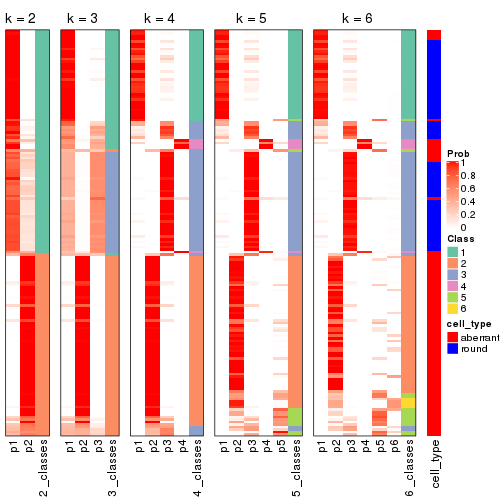 k = 2 k = 3 k = 4 k = 5 k = 6
p1 p2 2_classes p1 p2 p3 3_classes p1 p2 p3 p4 4_classes p1 p2 p3 p4 p5 5_classes p1 p2 p3 p4 p5 p6 6_classes cell_type
Prob
1
0.8
0.6
0.4
0.2
0
Class
1
2
3
4
5
6
cell_type
aberrant
round